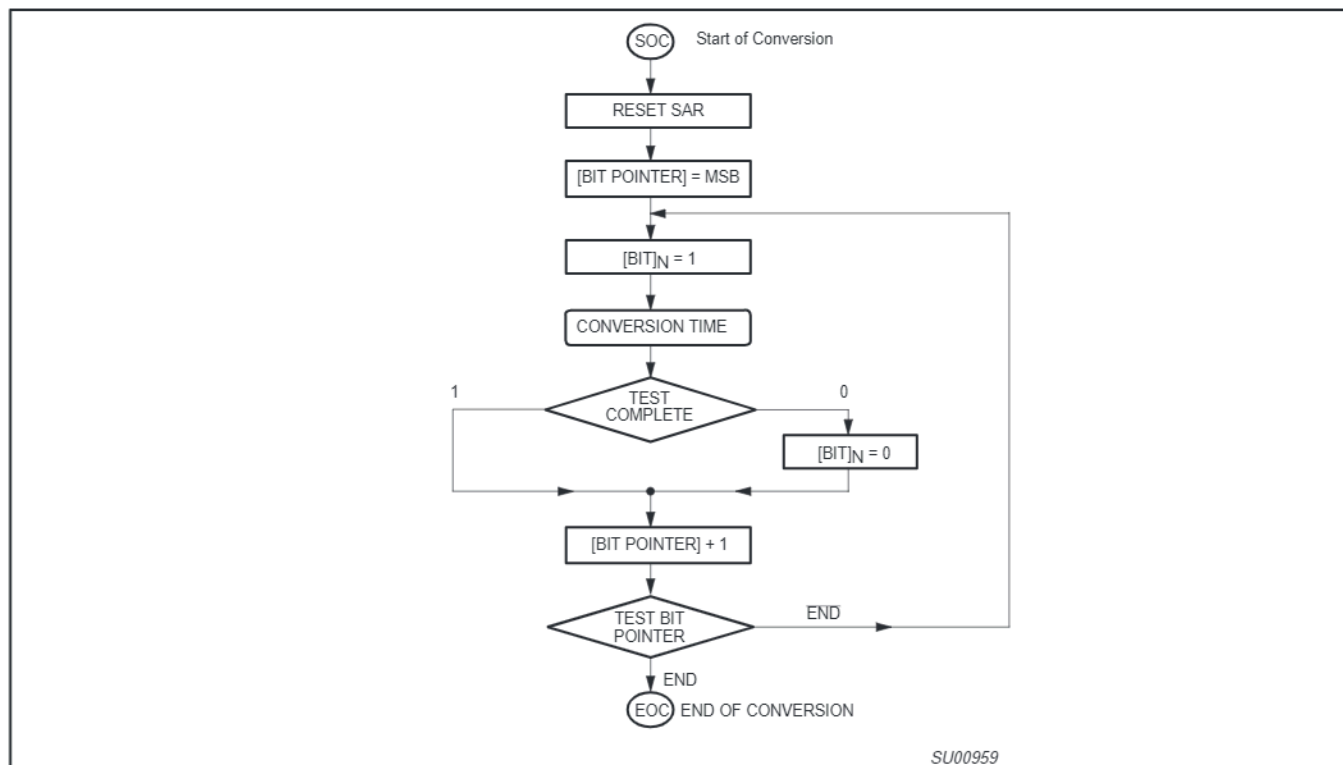 SOC Start of Conversion
RESET SAR
[BIT POINTER] = MSB
[BIT]N = 1
CONVERSION TIME
1
TEST
COMPLETE
0
[BIT]N = 0
[BIT POINTER] + 1
TEST BIT
POINTER
E̅N̅D̅
END
EOC END OF CONVERSION
SU00959